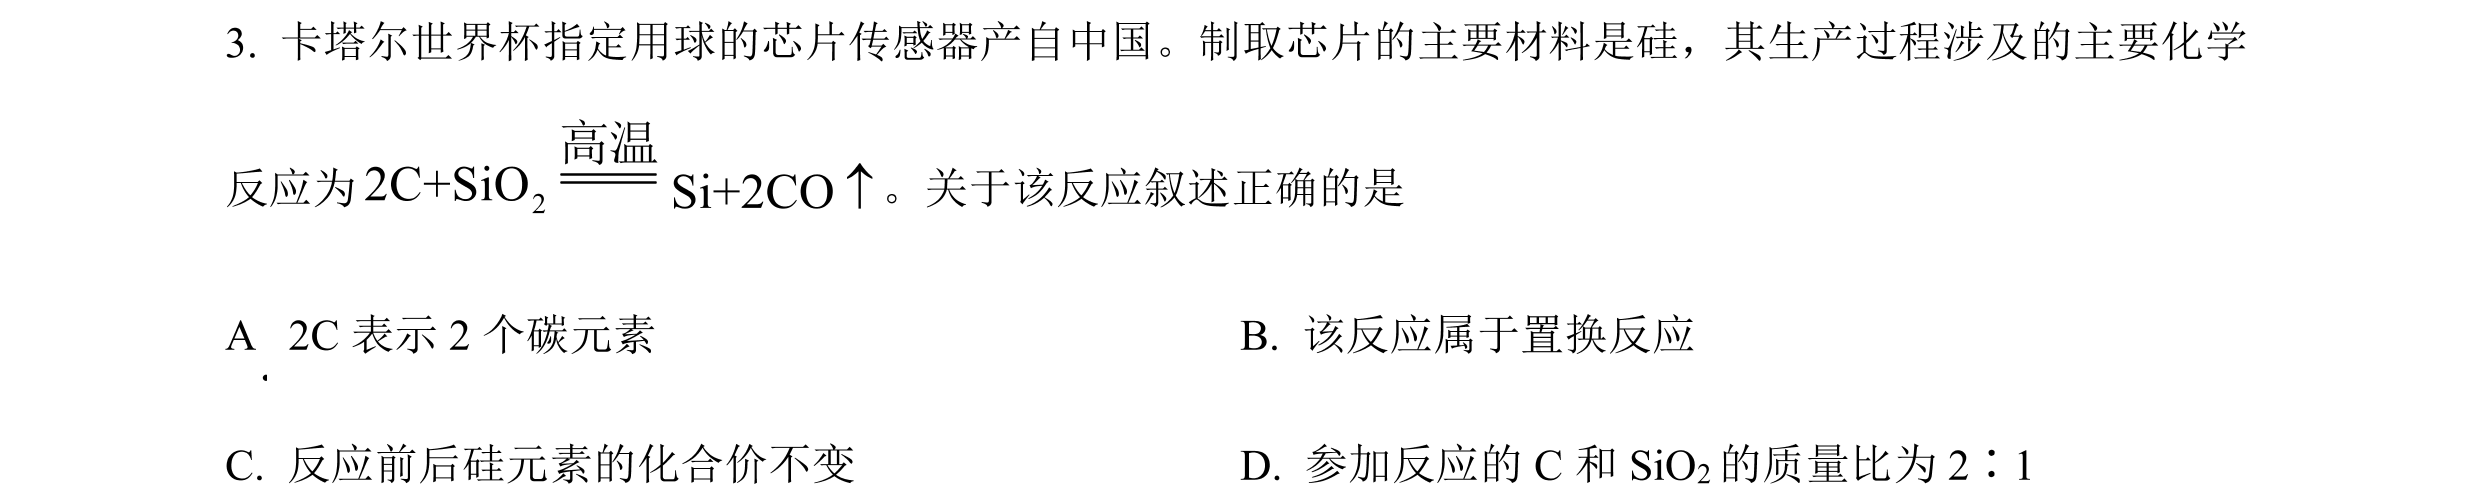 3. 卡塔尔世界杯指定用球的芯片传感器产自中国。制取芯片的主要材料是硅，其生产过程涉及的主要化学
高温
反应为2C+SiO₂ ══ Si+2CO↑。关于该反应叙述正确的是
A. 2C 表示 2 个碳元素 B. 该反应属于置换反应
C. 反应前后硅元素的化合价不变 D. 参加反应的 C 和 SiO₂ 的质量比为 2∶1